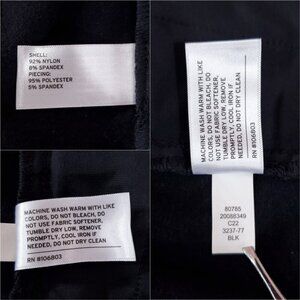 SHELL:
92% NYLON
8% SPANDEX
PIECING:
95% POLYESTER
5% SPANDEX
MACHINE WASH WARM WITH LIKE
COLORS, DO NOT BLEACH, DO
NOT USE FABRIC SOFTENER,
TUMBLE DRY LOW, REMOVE
PROMPTLY, COOL IRON IF
NEEDED, DO NOT DRY CLEAN
RN #106803
80785
20088349
C22
3237-77
BLK
MACHINE WASH WARM WITH LIKE
COLORS, DO NOT BLEACH, DO
NOT USE FABRIC SOFTENER,
TUMBLE DRY LOW, REMOVE
PROMPTLY, COOL IRON IF
NEEDED, DO NOT DRY CLEAN
RN #106803